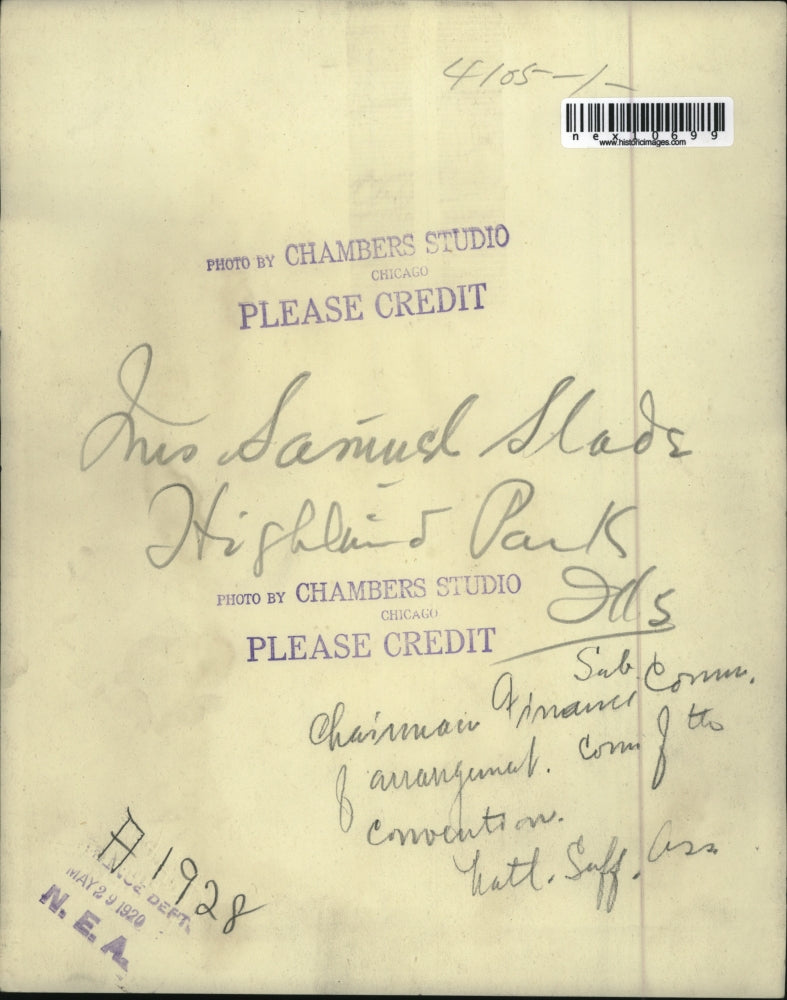 4105-1-
nex10699
www.historicimages.com
PHOTO BY CHAMBERS STUDIO
CHICAGO
PLEASE CREDIT
Mrs Samuel Slade
Highland Park
Ills
PHOTO BY CHAMBERS STUDIO
CHICAGO
PLEASE CREDIT
Chairman Finance Sub. Comm.
of arrangement. Com of the
convention.
Natl. Suff. Ass
A 1928
DEPT.
MAY 29 1920
N. E. A.